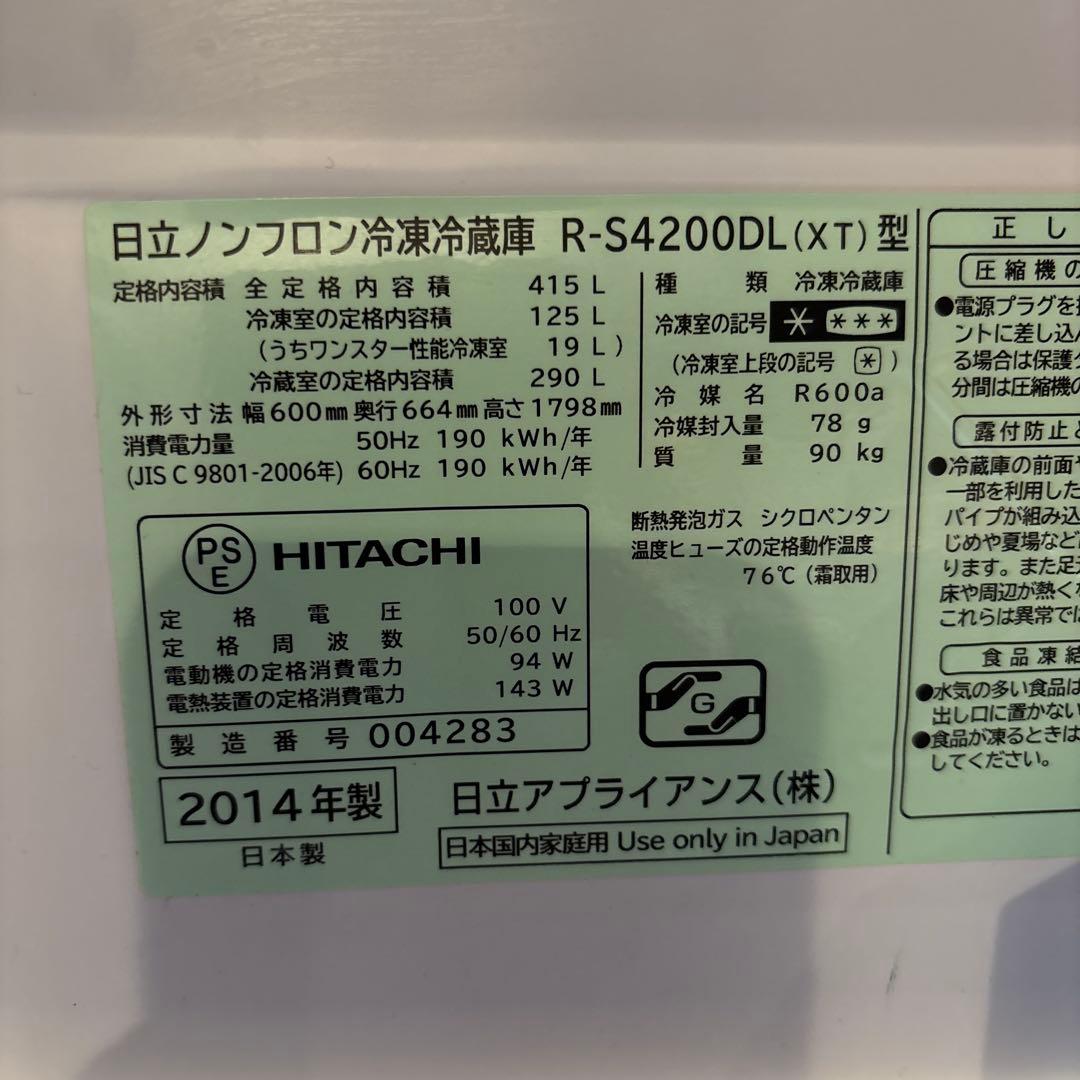 日立ノンフロン冷凍冷蔵庫 R-S4200DL(XT)型
定格内容積 全定格内容積 415 L
冷凍室の定格内容積 125 L
(うちワンスター性能冷凍室 19 L)
冷蔵室の定格内容積 290 L
外形寸法 幅600mm 奥行664mm 高さ1798mm
消費電力量 50Hz 190 kWh/年
(JIS C 9801-2006年) 60Hz 190 kWh/年
種類 冷凍冷蔵庫
冷凍室の記号 * ***
(冷凍室上段の記号 *)
冷媒名 R600a
冷媒封入量 78 g
質量 90 kg
断熱発泡ガス シクロペンタン
温度ヒューズの定格動作温度
76℃(霜取用)
PS
E
HITACHI
定格電圧 100 V
定格周波数 50/60 Hz
電動機の定格消費電力 94 W
電熱装置の定格消費電力 143 W
製造番号 004283
G
2014年製
日本製
日立アプライアンス(株)
日本国内家庭用 Use only in Japan
正し
圧縮機の
●電源プラグを
ントに差し込
る場合は保護
分間は圧縮機の
露付防止と
●冷蔵庫の前面や
一部を利用した
パイプが組み込
じめや夏場など
ります。また足元
床や周辺が熱くな
これらは異常では
食品凍結
●水気の多い食品は
出し口に置かない
●食品が凍るときは
してください。